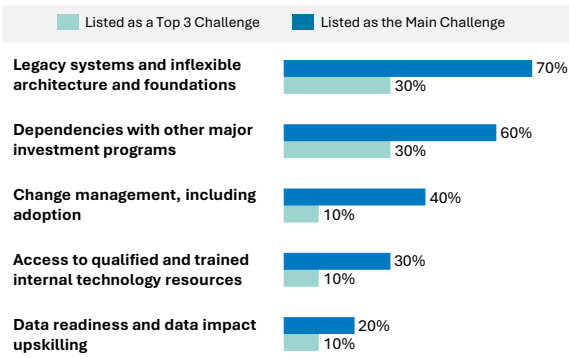 Listed as a Top 3 Challenge
Listed as the Main Challenge
Legacy systems and inflexible
architecture and foundations
70%
30%
Dependencies with other major
investment programs
60%
30%
Change management, including
adoption
40%
10%
Access to qualified and trained
internal technology resources
30%
10%
Data readiness and data impact
upskilling
20%
10%